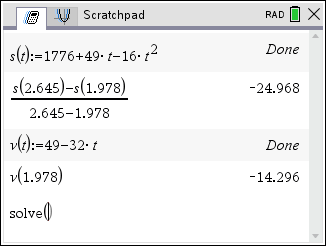 Scratchpad RAD
s(t):=1776+49·t−16·t² Done
(s(2.645)−s(1.978))/(2.645−1.978) −24.968
v(t):=49−32·t Done
v(1.978) −14.296
solve()